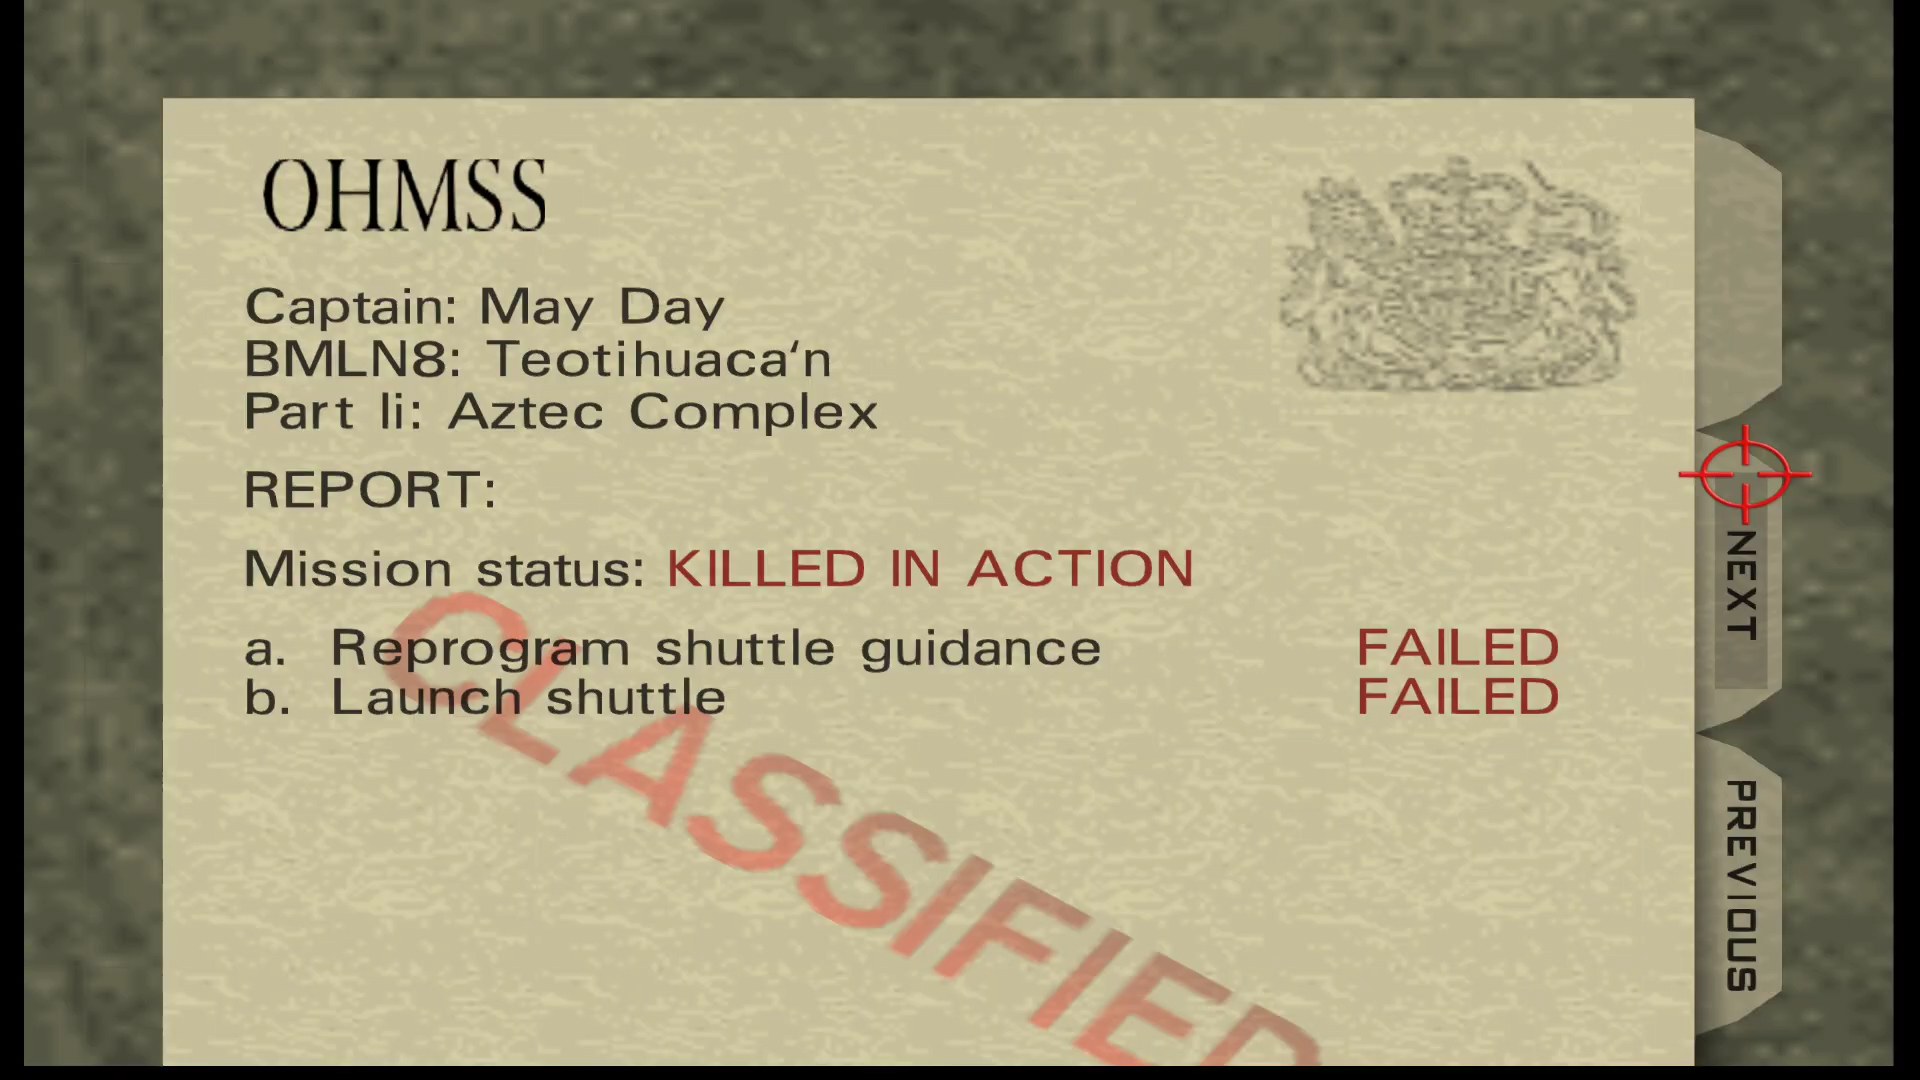 OHMSS
Captain: May Day
BMLN8: Teotihuaca‘n
Part Ii: Aztec Complex
REPORT:
Mission status: KILLED IN ACTION
a. Reprogram shuttle guidance FAILED
b. Launch shuttle FAILED
CLASSIFIED
NEXT
PREVIOUS